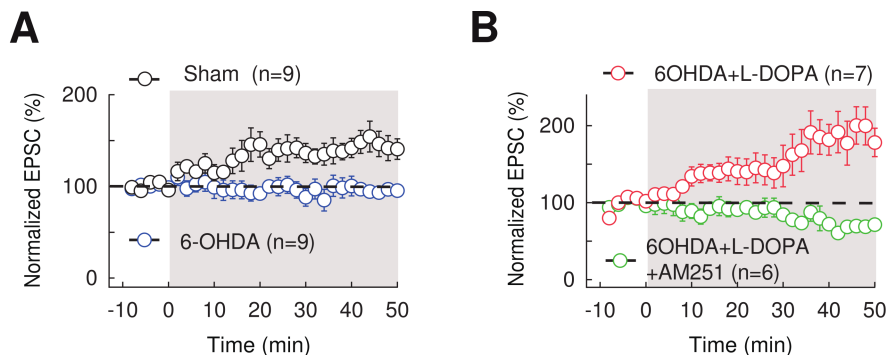 A
Sham (n=9)
200
100
0
Normalized EPSC (%)
6-OHDA (n=9)
-10 0 10 20 30 40 50
Time (min)
B
6OHDA+L-DOPA (n=7)
200
100
0
Normalized EPSC (%)
6OHDA+L-DOPA
+AM251 (n=6)
-10 0 10 20 30 40 50
Time (min)